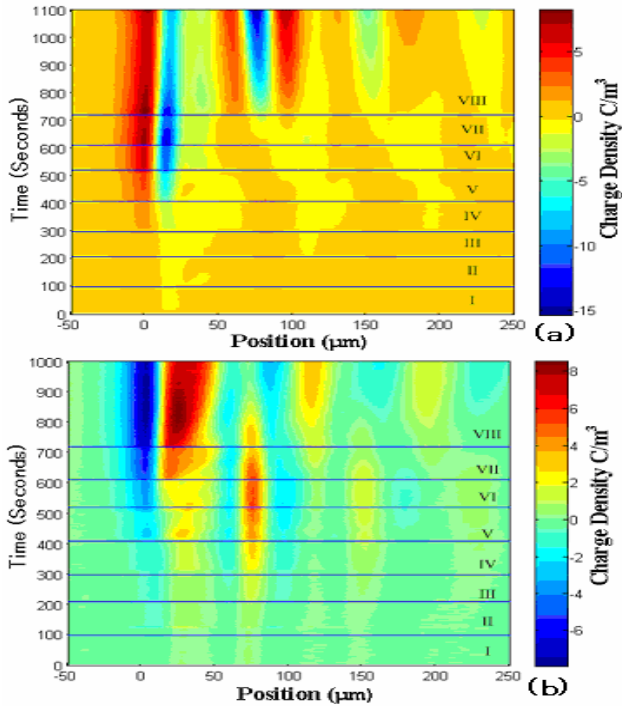 1100
1000
900
800
700
600
500
400
300
200
100
0
Time (Seconds)
VIII
VII
VI
V
IV
III
II
I
-50 0 50 100 150 200 250
Position (μm)
5
0
-5
-10
-15
Charge Density C/m³
(a)
1000
900
800
700
600
500
400
300
200
100
0
Time (Seconds)
VIII
VII
VI
V
IV
III
II
I
-50 0 50 100 150 200 250
Position (μm)
8
6
4
2
0
-2
-4
-6
Charge Density C/m³
(b)